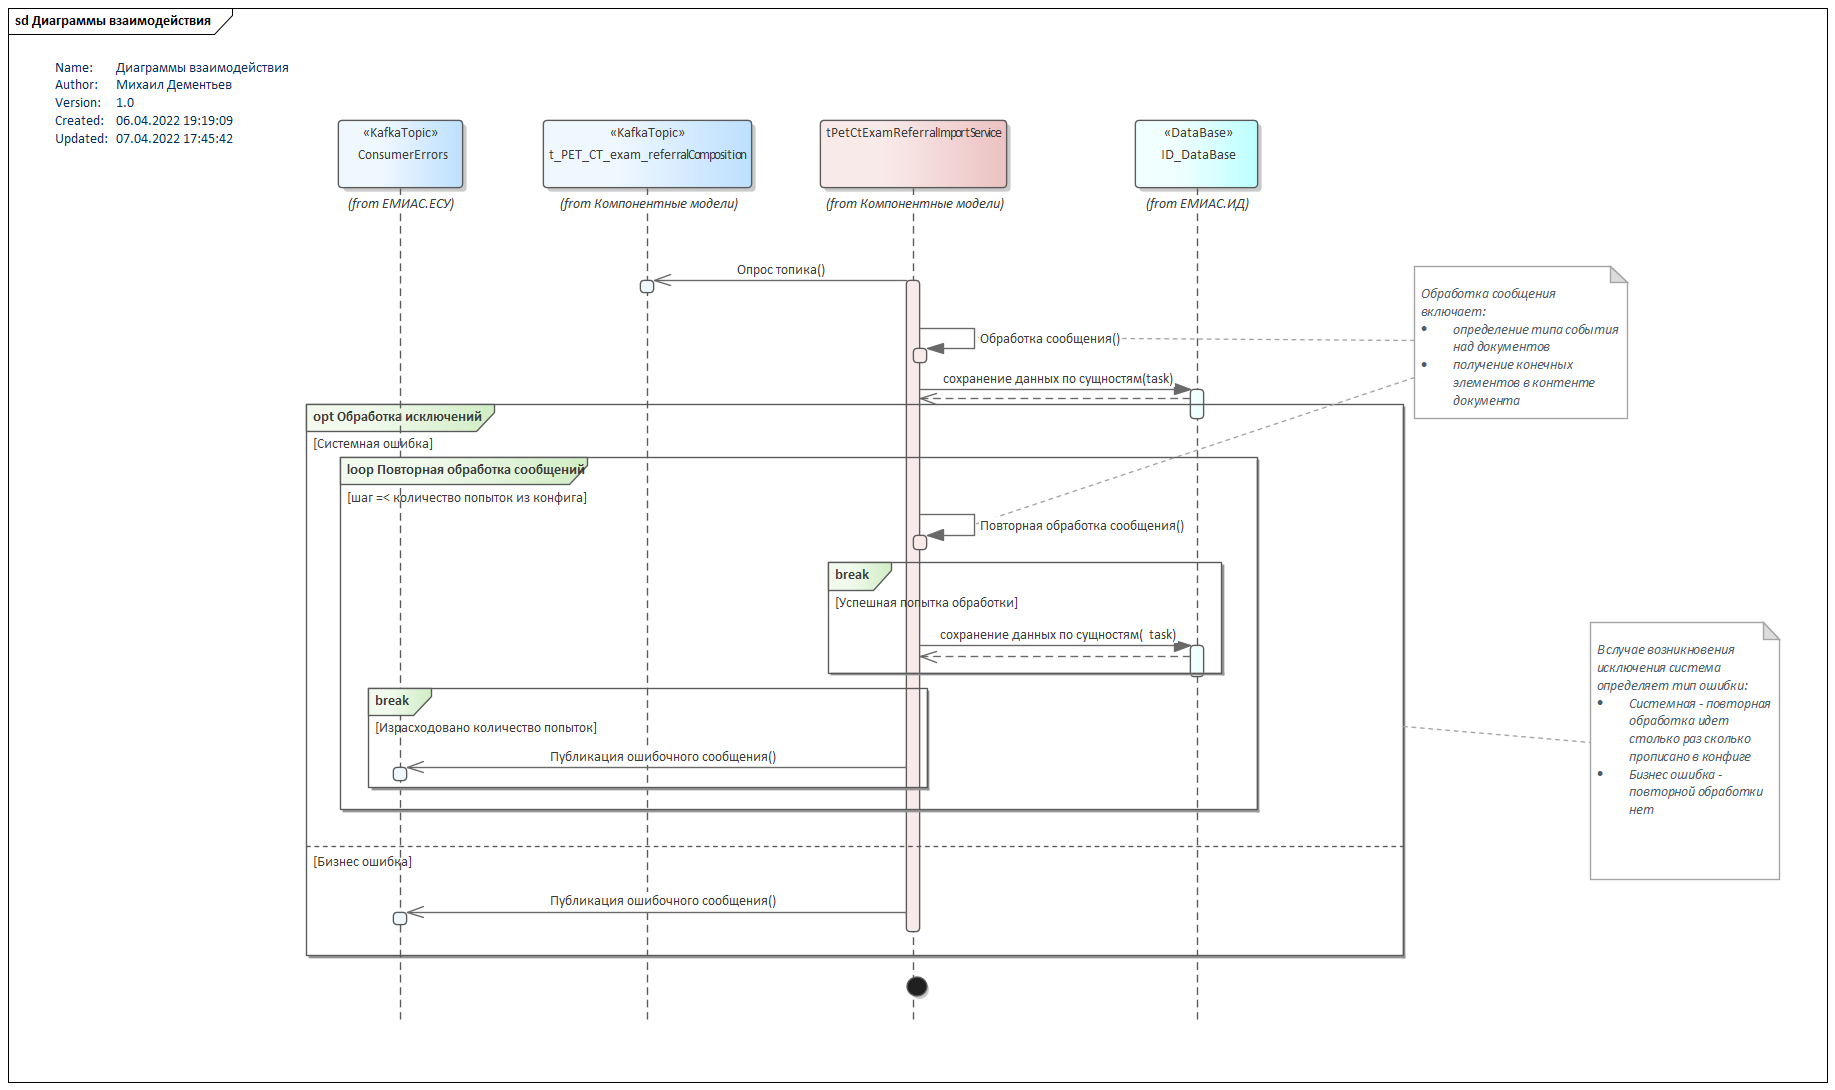 sd Диаграммы взаимодействия
Name: Диаграммы взаимодействия
Author: Михаил Дементьев
Version: 1.0
Created: 06.04.2022 19:19:09
Updated: 07.04.2022 17:45:42
«KafkaTopic»
ConsumerErrors
(from ЕМИАС.ЕСУ)
«KafkaTopic»
t_PET_CT_exam_referralComposition
(from Компонентные модели)
tPetCtExamReferralImportService
(from Компонентные модели)
«DataBase»
ID_DataBase
(from ЕМИАС.ИД)
Опрос топика()
Обработка сообщения()
Обработка сообщения
включает:
• определение типа события
над документов
• получение конечных
элементов в контенте
документа
сохранение данных по сущностям(task)
opt Обработка исключений
[Системная ошибка]
loop Повторная обработка сообщений
[шаг =< количество попыток из конфига]
Повторная обработка сообщения()
break
[Успешная попытка обработки]
сохранение данных по сущностям( task)
break
[Израсходовано количество попыток]
Публикация ошибочного сообщения()
В случае возникновения
исключения система
определяет тип ошибки:
• Системная - повторная
обработка идет
столько раз сколько
прописано в конфиге
• Бизнес ошибка -
повторной обработки
нет
[Бизнес ошибка]
Публикация ошибочного сообщения()